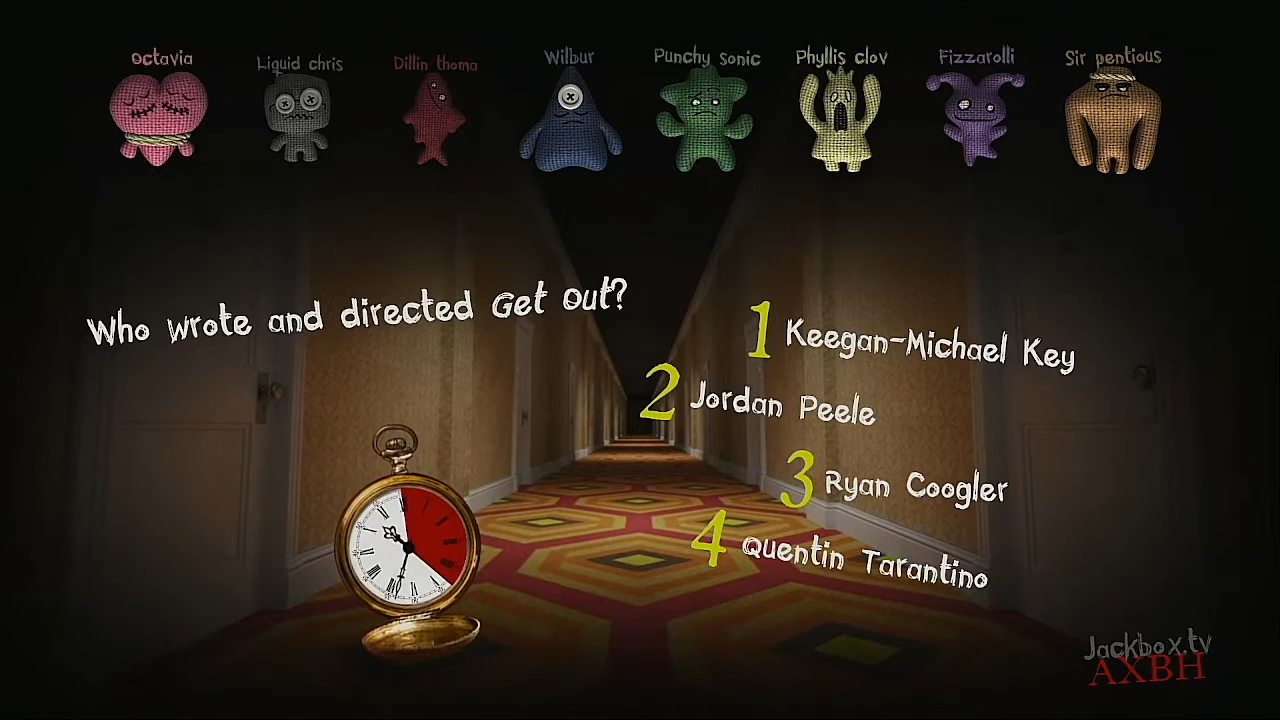 octavia
Liquid chris
Dillin thoma
Wilbur
Punchy sonic
Phyllis clov
Fizzarolli
Sir pentious
Who wrote and directed Get Out?
1 Keegan-Michael Key
2 Jordan Peele
3 Ryan Coogler
4 Quentin Tarantino
Jackbox.tv
AXBH